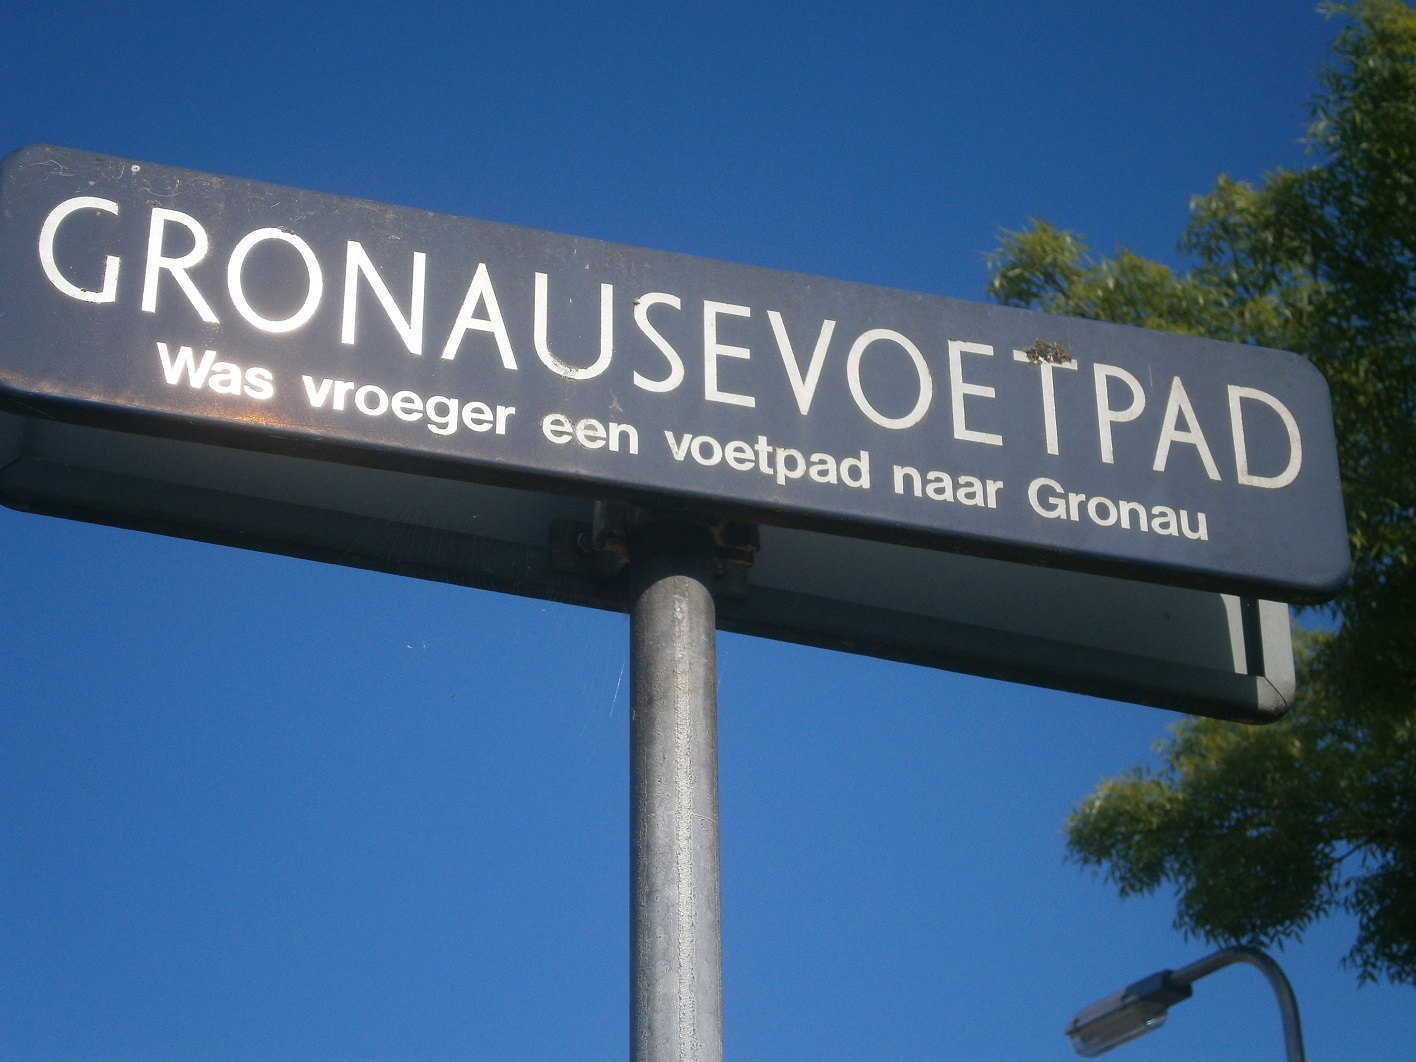 GRONAUSEVOETPAD
Was vroeger een voetpad naar Gronau